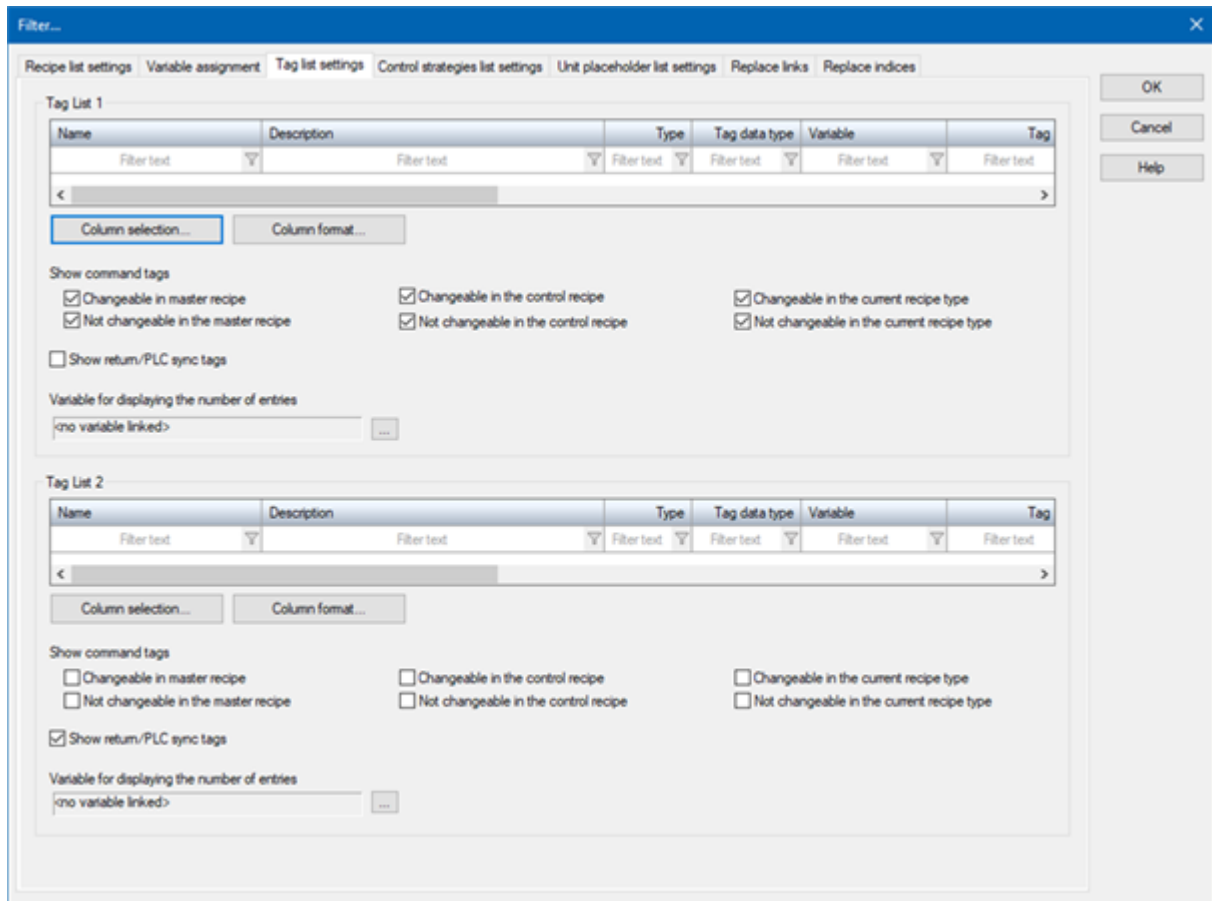 Filter...
Recipe list settings Variable assignment Tag list settings Control strategies list settings Unit placeholder list settings Replace links Replace indices
OK
Cancel
Help
Tag List 1
Name Description Type Tag data type Variable Tag
Filter text Filter text Filter text Filter text Filter text Filter text
Column selection... Column format...
Show command tags
Changeable in master recipe Changeable in the control recipe Changeable in the current recipe type
Not changeable in the master recipe Not changeable in the control recipe Not changeable in the current recipe type
Show return/PLC sync tags
Variable for displaying the number of entries
<no variable linked> ...
Tag List 2
Name Description Type Tag data type Variable Tag
Filter text Filter text Filter text Filter text Filter text Filter text
Column selection... Column format...
Show command tags
Changeable in master recipe Changeable in the control recipe Changeable in the current recipe type
Not changeable in the master recipe Not changeable in the control recipe Not changeable in the current recipe type
Show return/PLC sync tags
Variable for displaying the number of entries
<no variable linked> ...